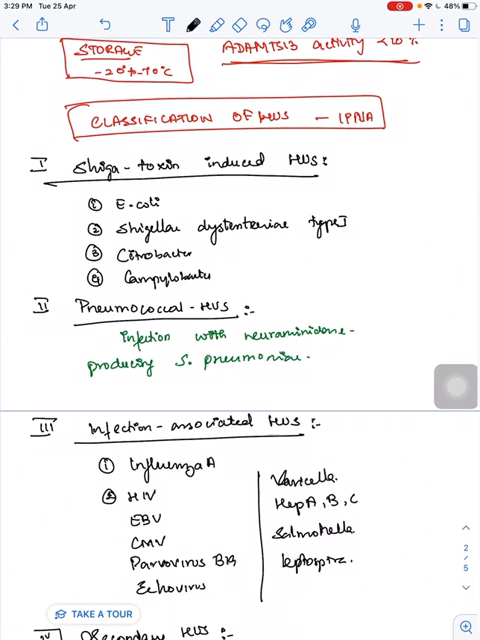 3:29 PM Tue 25 Apr
48%
STORAGE
-20° to -70°C
ADAMTS13 activity <10%
CLASSIFICATION OF HUS - IPNA
I Shiga-toxin induced HUS:
① E-coli
② Shigellae dystenteriae type I
③ Citrobacter
④ Campylobacter
II Pneumococcal-HUS :-
Infection with neuraminidase-
producing S. pneumoniae.
III Infection-associated HUS :-
① Influenza A
② HIV
EBV
CMV
Parvovirus B19
Echovirus
Varicella.
Hep A, B, C
Salmonella
leptospira.
2
/
5
TAKE A TOUR
IV Secondary HUS :-